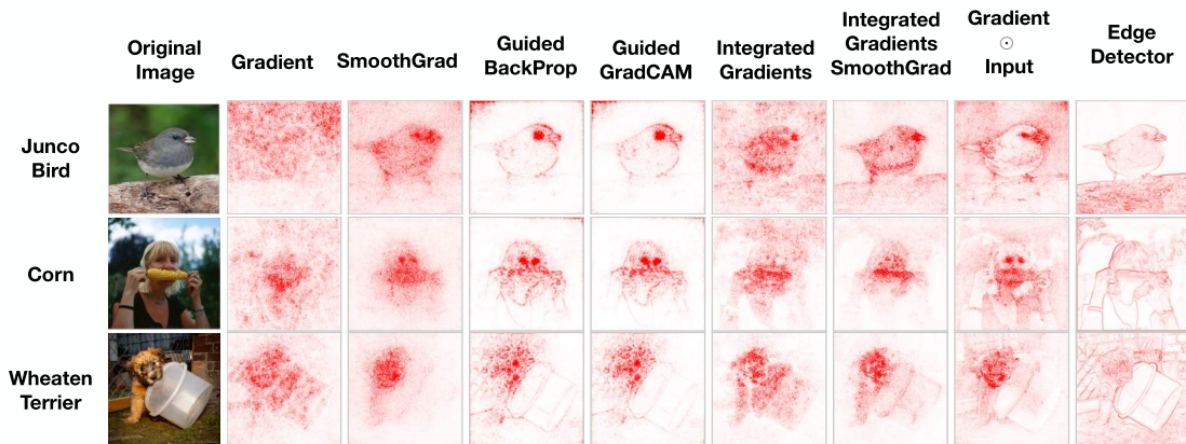 Original
Image
Gradient
SmoothGrad
Guided
BackProp
Guided
GradCAM
Integrated
Gradients
Integrated
Gradients
SmoothGrad
Gradient
⊙
Input
Edge
Detector
Junco
Bird
Corn
Wheaten
Terrier